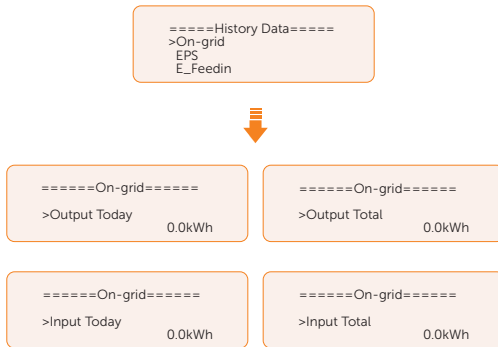 =====History Data=====
>On-grid
EPS
E_Feedin
======On-grid======
>Output Today
0.0kWh
======On-grid======
>Output Total
0.0kWh
======On-grid======
>Input Today
0.0kWh
======On-grid======
>Input Total
0.0kWh